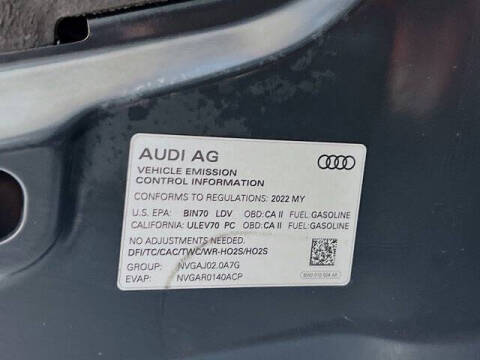 AUDI AG
VEHICLE EMISSION
CONTROL INFORMATION
CONFORMS TO REGULATIONS: 2022 MY
U.S. EPA: BIN70 LDV OBD: CA II FUEL: GASOLINE
CALIFORNIA: ULEV70 PC OBD: CA II FUEL: GASOLINE
NO ADJUSTMENTS NEEDED.
DFI/TC/CAC/TWC/WR-HO2S/HO2S
GROUP: NVGAJ02.0A7G
EVAP: NVGAR0140ACP